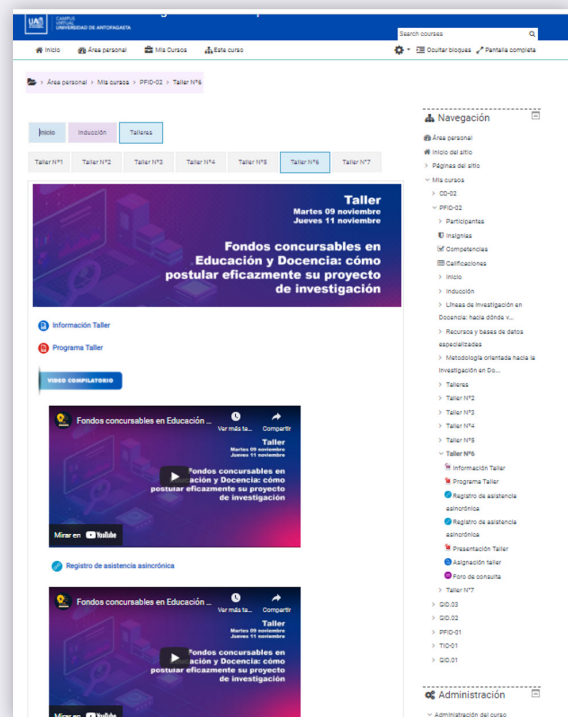 UA
CAMPUS
VIRTUAL
UNIVERSIDAD DE ANTOFAGASTA
Search courses
Inicio
Área personal
Mis Cursos
Este curso
Ocultar bloques
Pantalla completa
> Área personal > Mis cursos > PFID-02 > Taller N°6
Inicio
Inducción
Talleres
Taller N°1
Taller N°2
Taller N°3
Taller N°4
Taller N°5
Taller N°6
Taller N°7
Taller
Martes 09 noviembre
Jueves 11 noviembre
Fondos concursables en
Educación y Docencia: cómo
postular eficazmente su proyecto
de investigación
Información Taller
Programa Taller
VIDEO COMPILATORIO
Fondos concursables en Educación ...
Ver más ta...
Compartir
Taller
Martes 09 noviembre
Jueves 11 noviembre
Fondos concursables en
ación y Docencia: cómo
postular eficazmente su proyecto
de investigación
Mirar en YouTube
Registro de asistencia asincrónica
Fondos concursables en Educación ...
Ver más ta...
Compartir
Taller
Martes 09 noviembre
Jueves 11 noviembre
Fondos concursables en
ación y Docencia: cómo
postular eficazmente su proyecto
de investigación
Mirar en YouTube
Navegación
Área personal
Inicio del sitio
> Páginas del sitio
Mis cursos
> CD-02
PFID-02
> Participantes
Insignias
Competencias
Calificaciones
> Inicio
> Inducción
> Líneas de Investigación en
Docencia: hacia dónde v...
> Recursos y bases de datos
especializadas
> Metodología orientada hacia la
Investigación en Do...
> Talleres
> Taller N°2
> Taller N°3
> Taller N°4
> Taller N°5
Taller N°6
Información Taller
Programa Taller
Registro de asistencia
asincrónica
Registro de asistencia
asincrónica
Presentación Taller
Asignación taller
Foro de consulta
> Taller N°7
> GID.03
> GID.02
> PFID-01
> TIC-01
> GID.01
Administración
Administración del curso